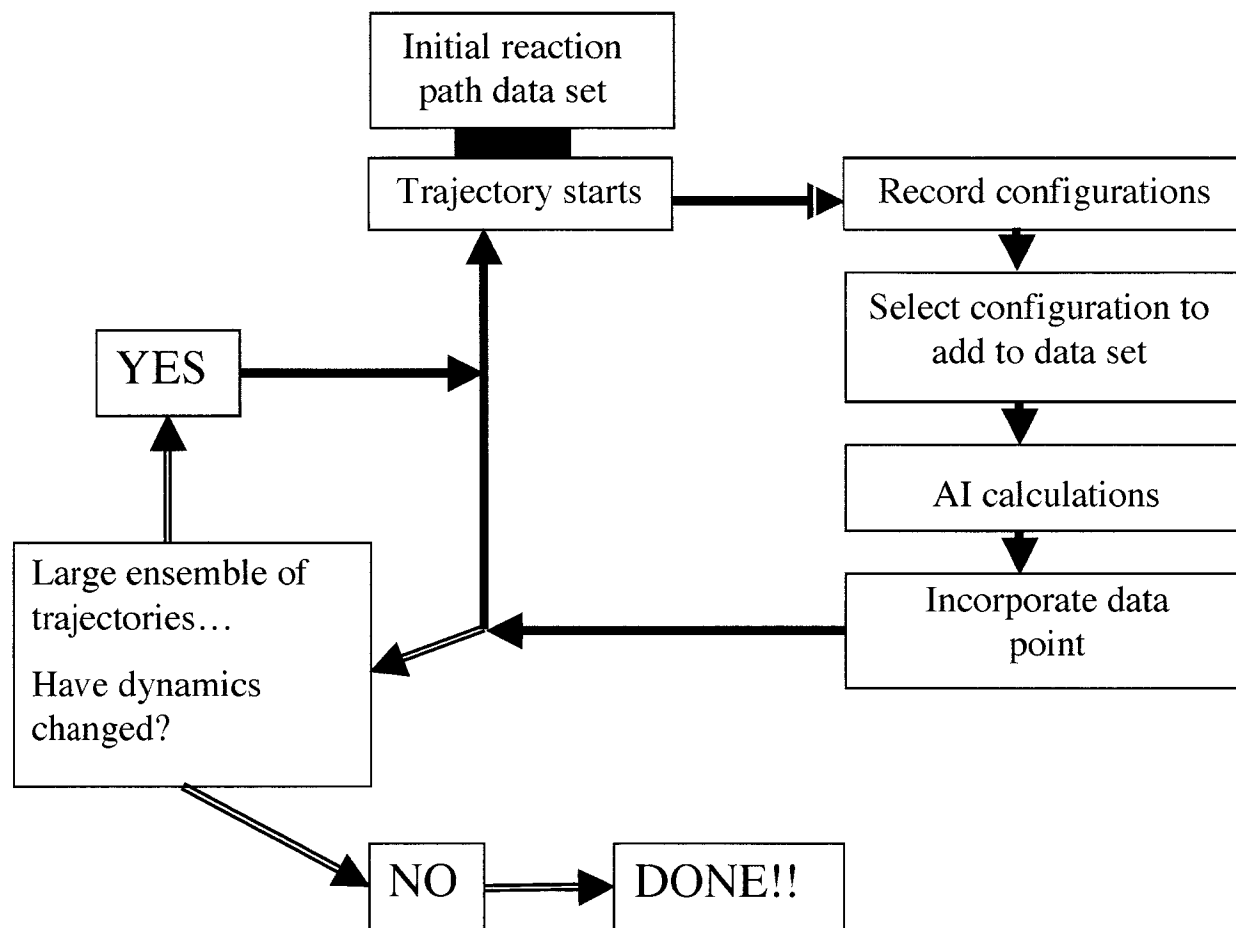 Initial reaction
path data set
Trajectory starts
Record configurations
Select configuration to
add to data set
AI calculations
Incorporate data
point
YES
Large ensemble of
trajectories…
Have dynamics
changed?
NO
DONE!!